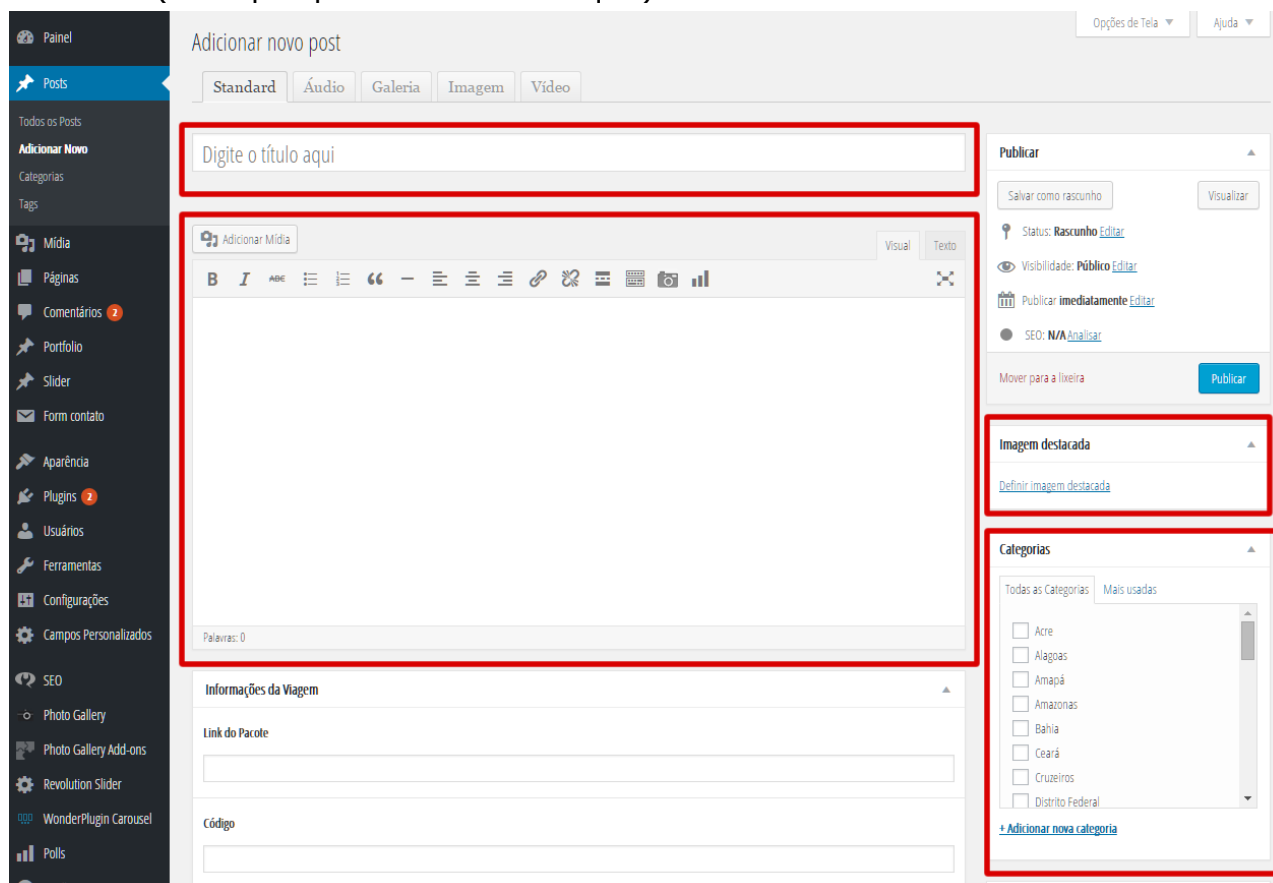 Opções de Tela
Ajuda
Painel
Posts
Todos os Posts
Adicionar Novo
Categorias
Tags
Mídia
Páginas
Comentários 2
Portfolio
Slider
Form contato
Aparência
Plugins 2
Usuários
Ferramentas
Configurações
Campos Personalizados
SEO
Photo Gallery
Photo Gallery Add-ons
Revolution Slider
WonderPlugin Carousel
Polls
Adicionar novo post
Standard Áudio Galeria Imagem Vídeo
Digite o título aqui
Adicionar Mídia
Visual Texto
B I ABC
Palavras: 0
Informações da Viagem
Link do Pacote
Código
Publicar
Salvar como rascunho Visualizar
Status: Rascunho Editar
Visibilidade: Público Editar
Publicar imediatamente Editar
SEO: N/A Analisar
Mover para a lixeira Publicar
Imagem destacada
Definir imagem destacada
Categorias
Todas as Categorias Mais usadas
Acre
Alagoas
Amapá
Amazonas
Bahia
Ceará
Cruzeiros
Distrito Federal
+ Adicionar nova categoria